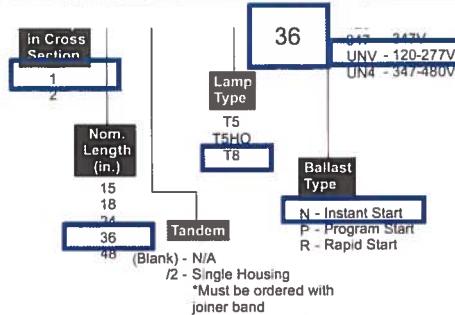 in Cross
Section
1
2
36
347 - 347V
UNV - 120-277V
UN4 - 347-480V
Lamp
Type
T5
T5HO
T8
Nom.
Length
(in.)
15
18
24
36
48
Tandem
(Blank) - N/A
/2 - Single Housing
*Must be ordered with
joiner band
Ballast
Type
N - Instant Start
P - Program Start
R - Rapid Start